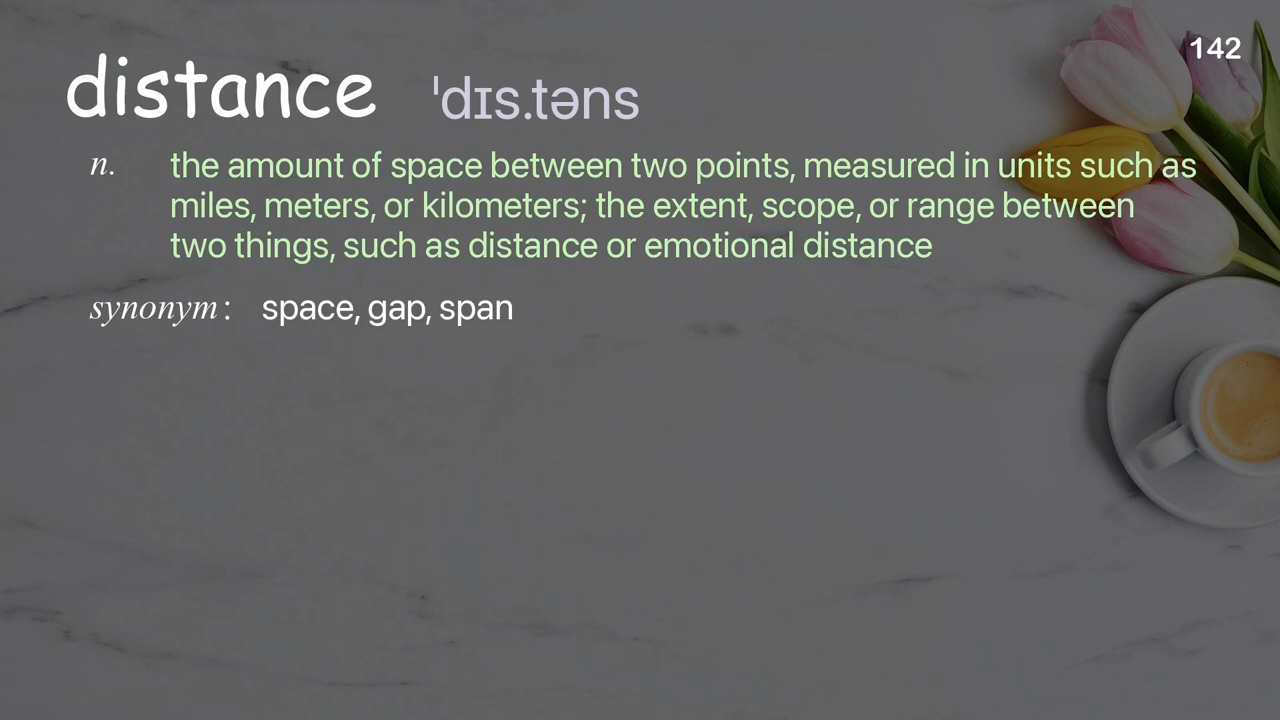 142
distance ˈdɪs.təns
n. the amount of space between two points, measured in units such as
miles, meters, or kilometers; the extent, scope, or range between
two things, such as distance or emotional distance
synonym: space, gap, span